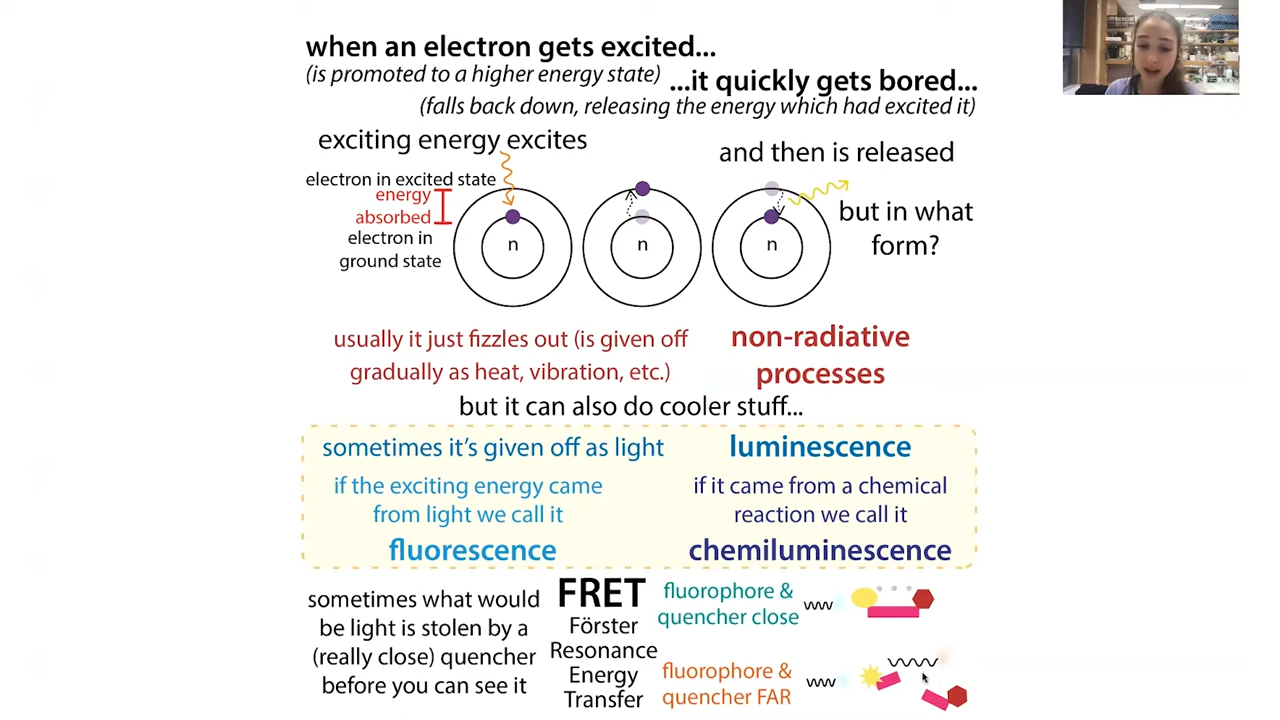 when an electron gets excited...
(is promoted to a higher energy state)
...it quickly gets bored...
(falls back down, releasing the energy which had excited it)
exciting energy excites
and then is released
electron in excited state
energy
absorbed
electron in
ground state
n
n
n
but in what
form?
usually it just fizzles out (is given off
gradually as heat, vibration, etc.)
non-radiative
processes
but it can also do cooler stuff...
sometimes it's given off as light
luminescence
if the exciting energy came
from light we call it
fluorescence
if it came from a chemical
reaction we call it
chemiluminescence
sometimes what would
be light is stolen by a
(really close) quencher
before you can see it
FRET
Förster
Resonance
Energy
Transfer
fluorophore &
quencher close
fluorophore &
quencher FAR